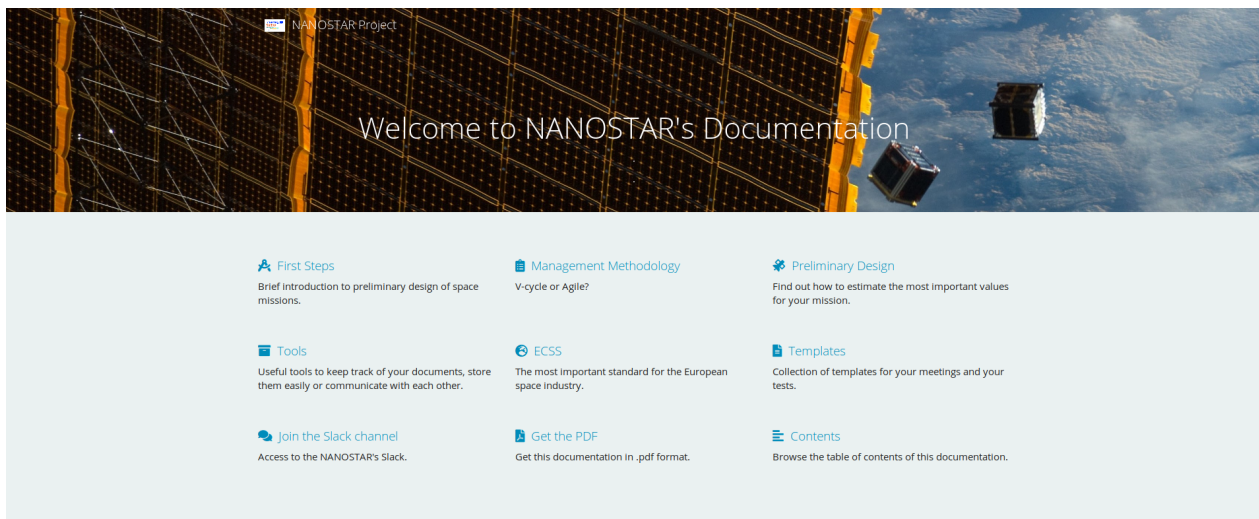 NANOSTAR Project
Welcome to NANOSTAR's Documentation
First Steps
Brief introduction to preliminary design of space
missions.
Management Methodology
V-cycle or Agile?
Preliminary Design
Find out how to estimate the most important values
for your mission.
Tools
Useful tools to keep track of your documents, store
them easily or communicate with each other.
ECSS
The most important standard for the European
space industry.
Templates
Collection of templates for your meetings and your
tests.
Join the Slack channel
Access to the NANOSTAR's Slack.
Get the PDF
Get this documentation in .pdf format.
Contents
Browse the table of contents of this documentation.